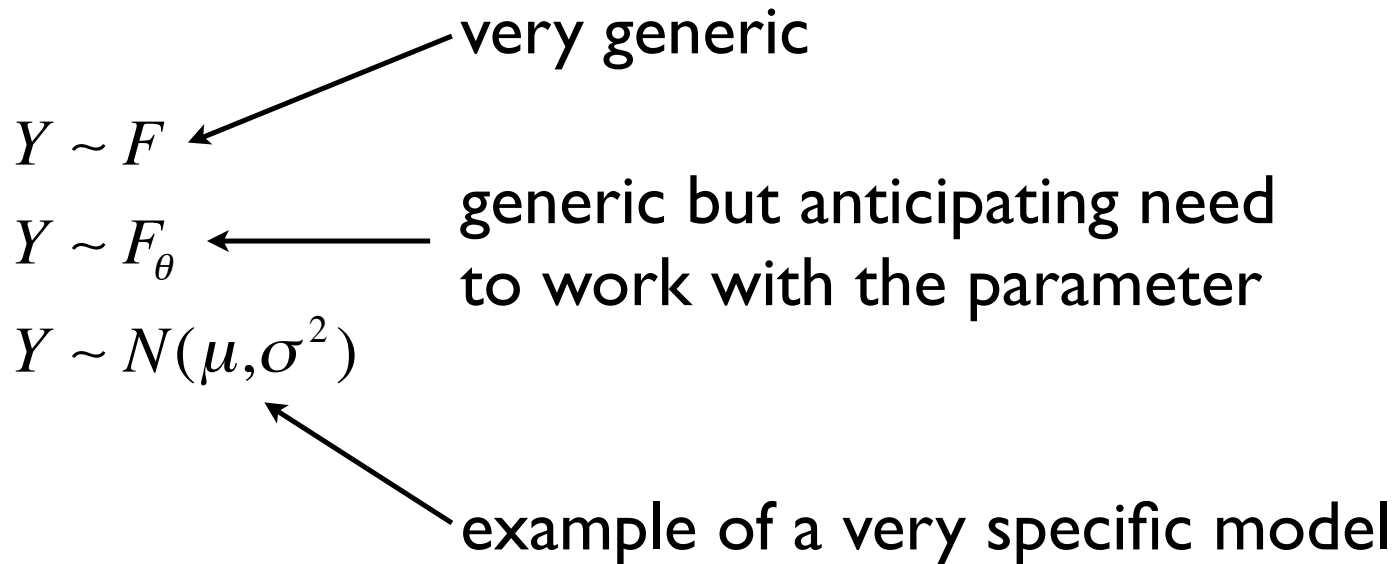 very generic
Y ~ F
generic but anticipating need
Y ~ F_θ
to work with the parameter
Y ~ N(μ,σ²)
example of a very specific model